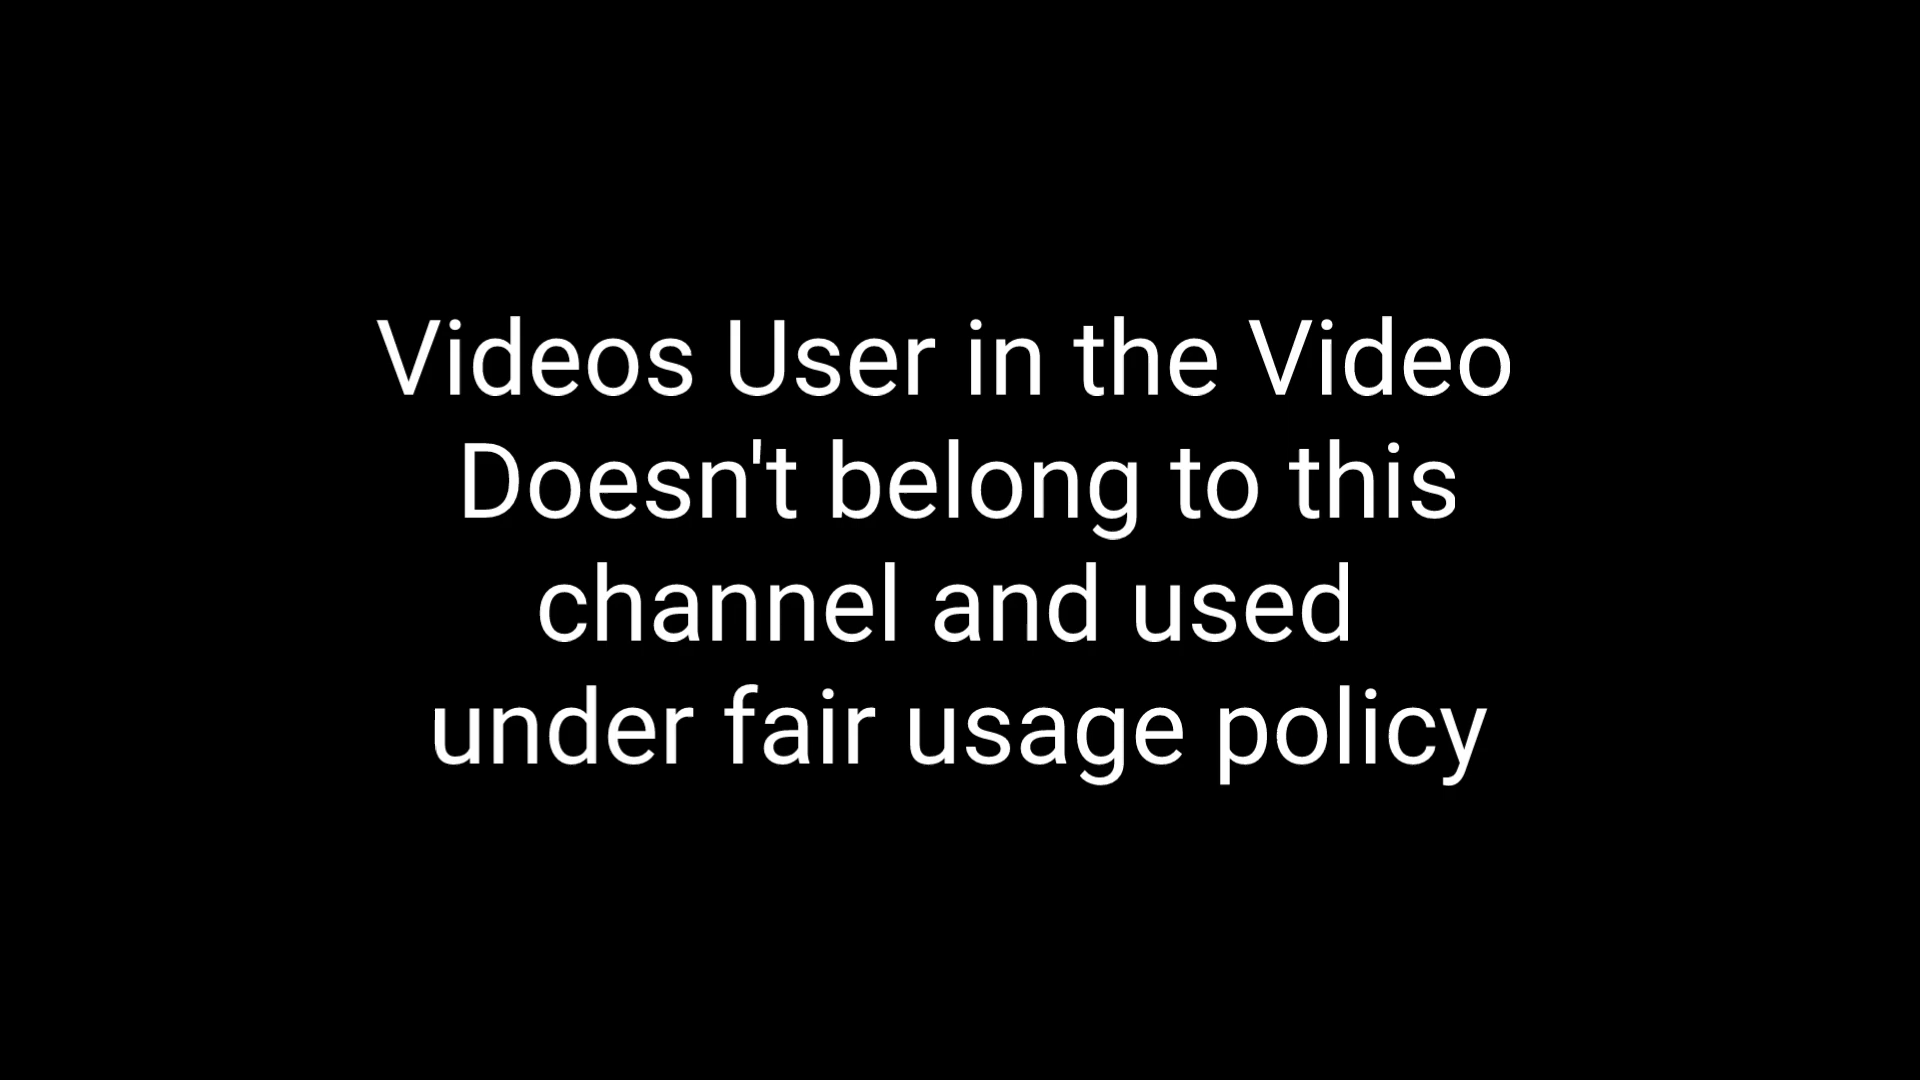 Videos User in the Video
Doesn't belong to this
channel and used
under fair usage policy